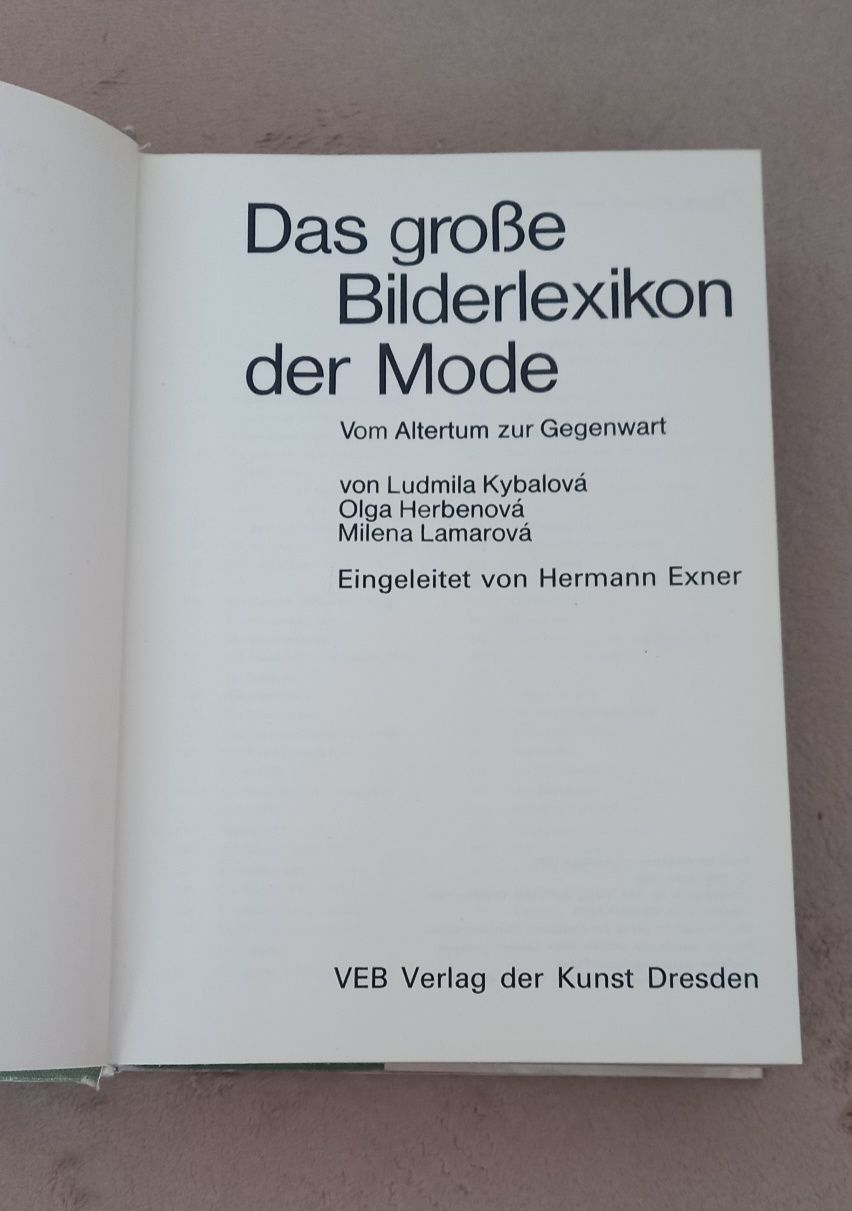 Das große
Bilderlexikon
der Mode
Vom Altertum zur Gegenwart
von Ludmila Kybalová
Olga Herbenová
Milena Lamarová
Eingeleitet von Hermann Exner
VEB Verlag der Kunst Dresden